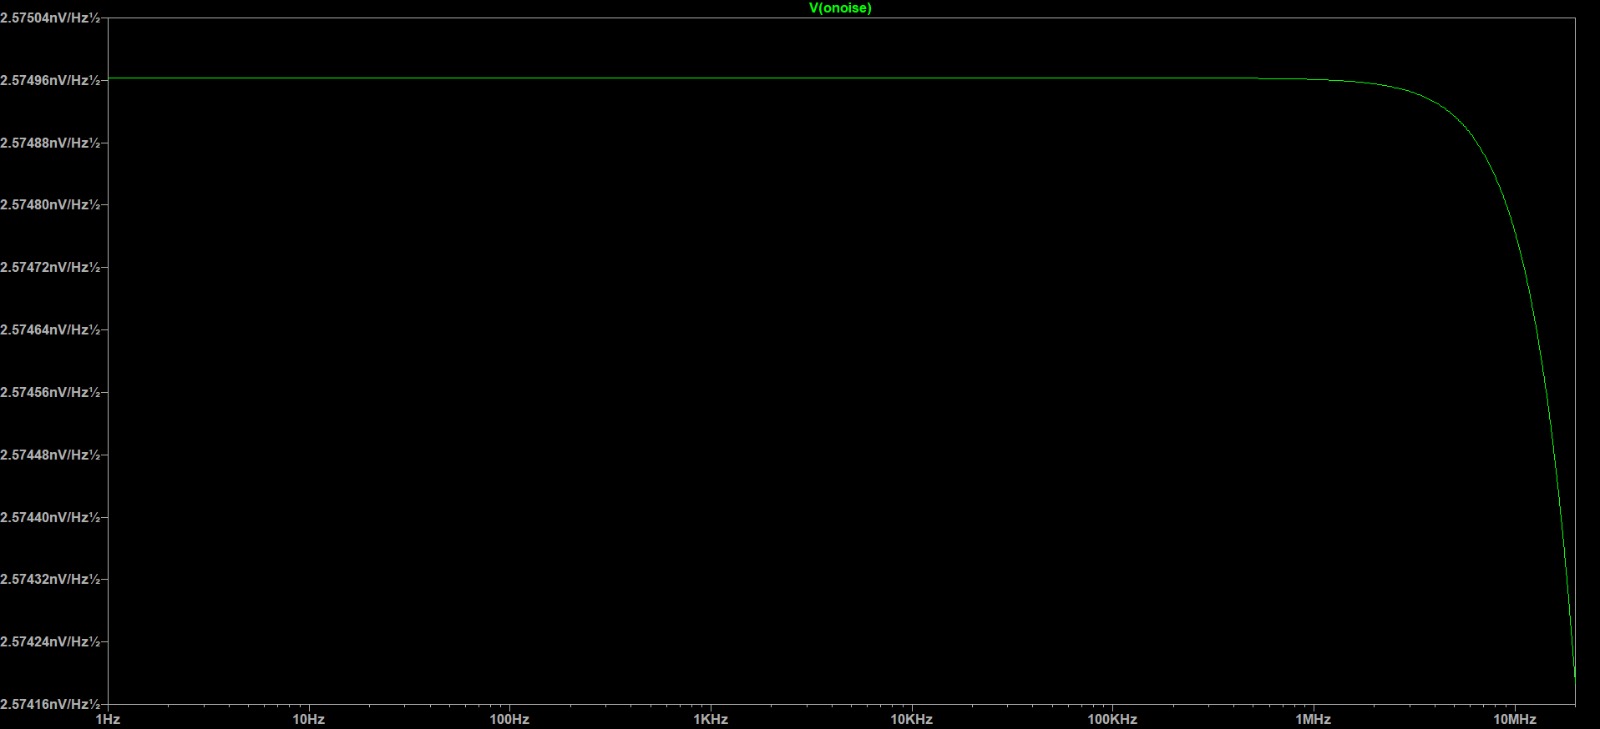 V(onoise)
2.57504nV/Hz½
2.57496nV/Hz½
2.57488nV/Hz½
2.57480nV/Hz½
2.57472nV/Hz½
2.57464nV/Hz½
2.57456nV/Hz½
2.57448nV/Hz½
2.57440nV/Hz½
2.57432nV/Hz½
2.57424nV/Hz½
2.57416nV/Hz½
1Hz 10Hz 100Hz 1KHz 10KHz 100KHz 1MHz 10MHz